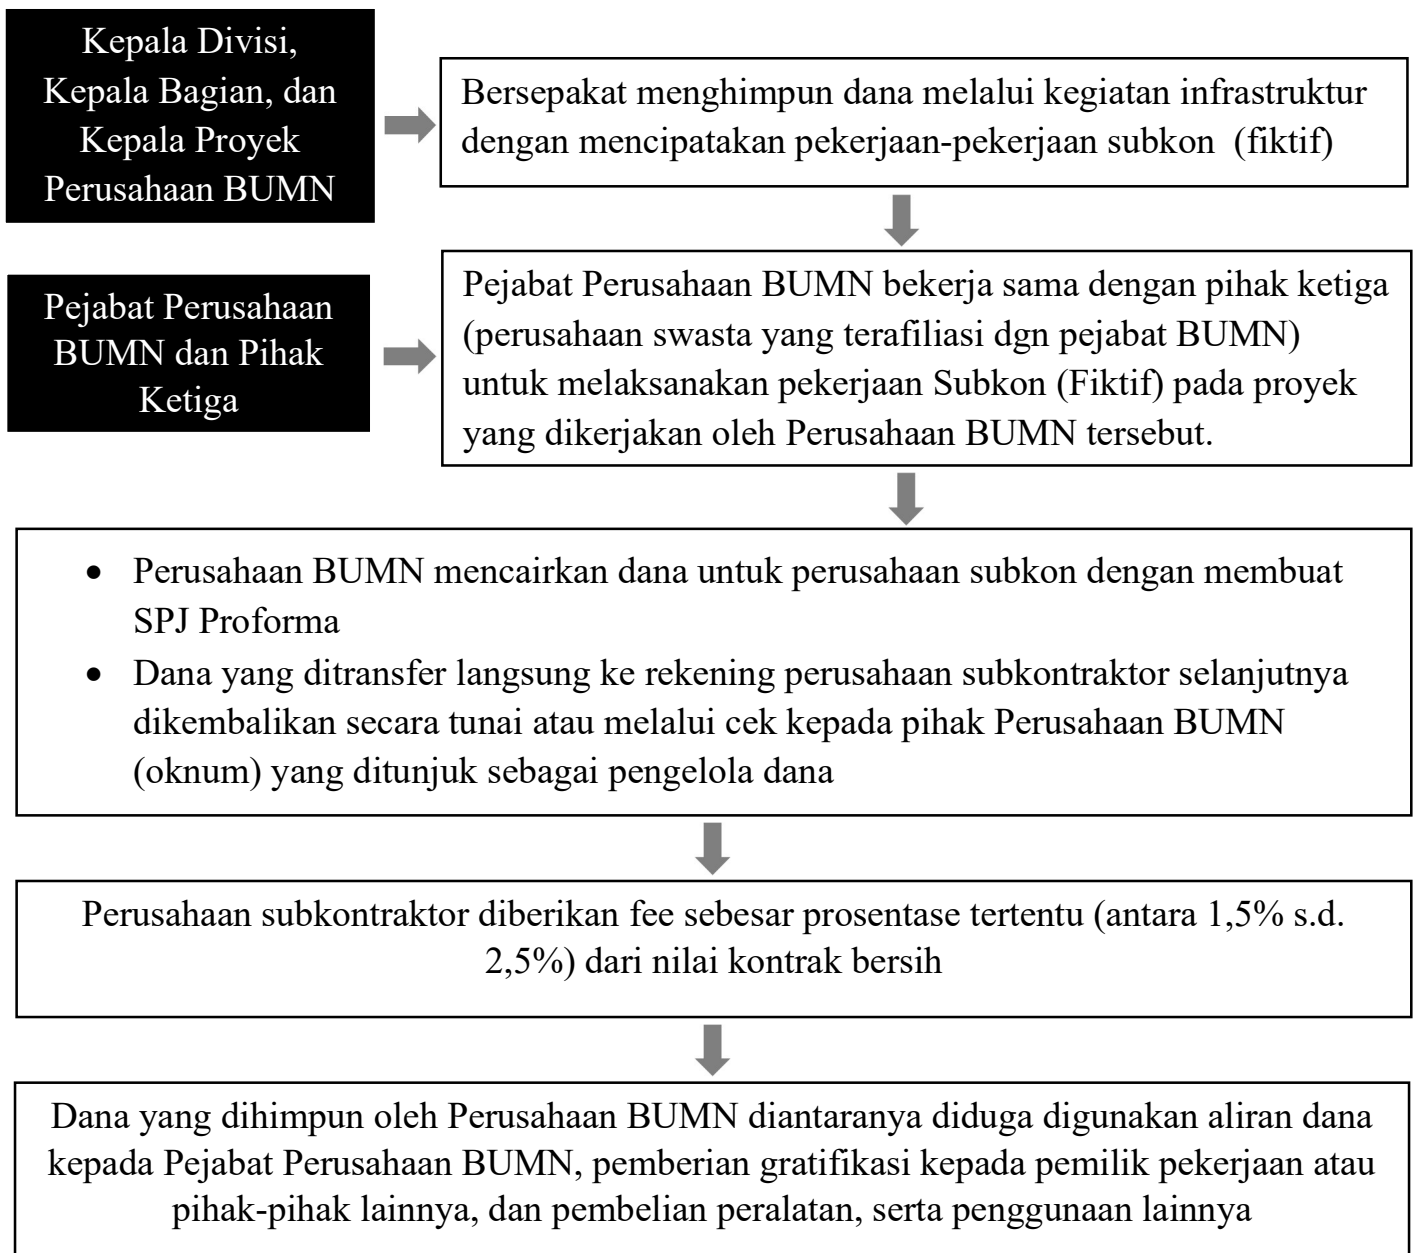 Kepala Divisi,
Kepala Bagian, dan
Kepala Proyek
Perusahaan BUMN
Bersepakat menghimpun dana melalui kegiatan infrastruktur
dengan mencipatakan pekerjaan-pekerjaan subkon (fiktif)
Pejabat Perusahaan
BUMN dan Pihak
Ketiga
Pejabat Perusahaan BUMN bekerja sama dengan pihak ketiga
(perusahaan swasta yang terafiliasi dgn pejabat BUMN)
untuk melaksanakan pekerjaan Subkon (Fiktif) pada proyek
yang dikerjakan oleh Perusahaan BUMN tersebut.
• Perusahaan BUMN mencairkan dana untuk perusahaan subkon dengan membuat
SPJ Proforma
• Dana yang ditransfer langsung ke rekening perusahaan subkontraktor selanjutnya
dikembalikan secara tunai atau melalui cek kepada pihak Perusahaan BUMN
(oknum) yang ditunjuk sebagai pengelola dana
Perusahaan subkontraktor diberikan fee sebesar prosentase tertentu (antara 1,5% s.d.
2,5%) dari nilai kontrak bersih
Dana yang dihimpun oleh Perusahaan BUMN diantaranya diduga digunakan aliran dana
kepada Pejabat Perusahaan BUMN, pemberian gratifikasi kepada pemilik pekerjaan atau
pihak-pihak lainnya, dan pembelian peralatan, serta penggunaan lainnya